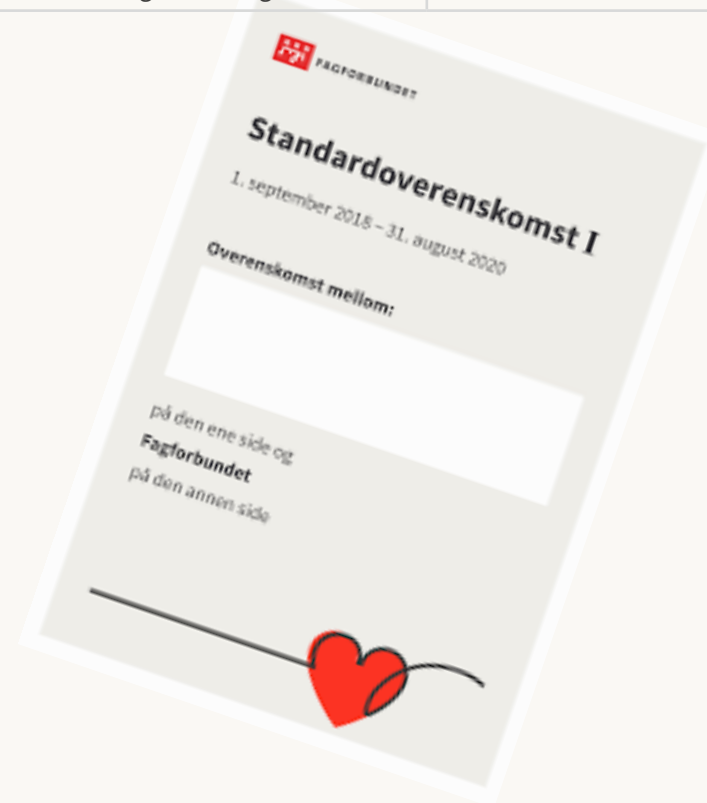 FAGFORBUNDET
Standardoverenskomst I
1. september 2018 – 31. august 2020
Overenskomst mellom:
på den ene side og
Fagforbundet
på den annen side